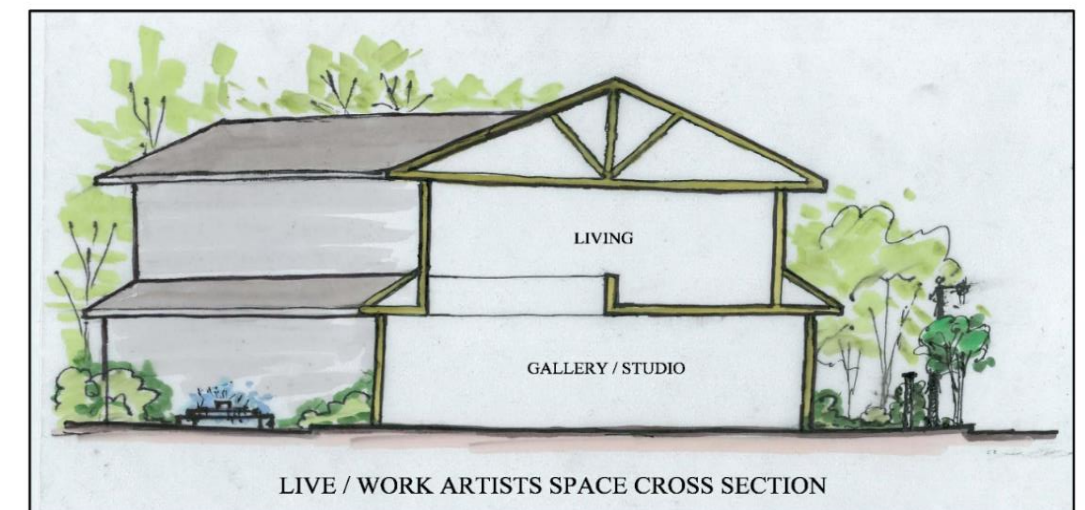 LIVING
GALLERY / STUDIO
LIVE / WORK ARTISTS SPACE CROSS SECTION